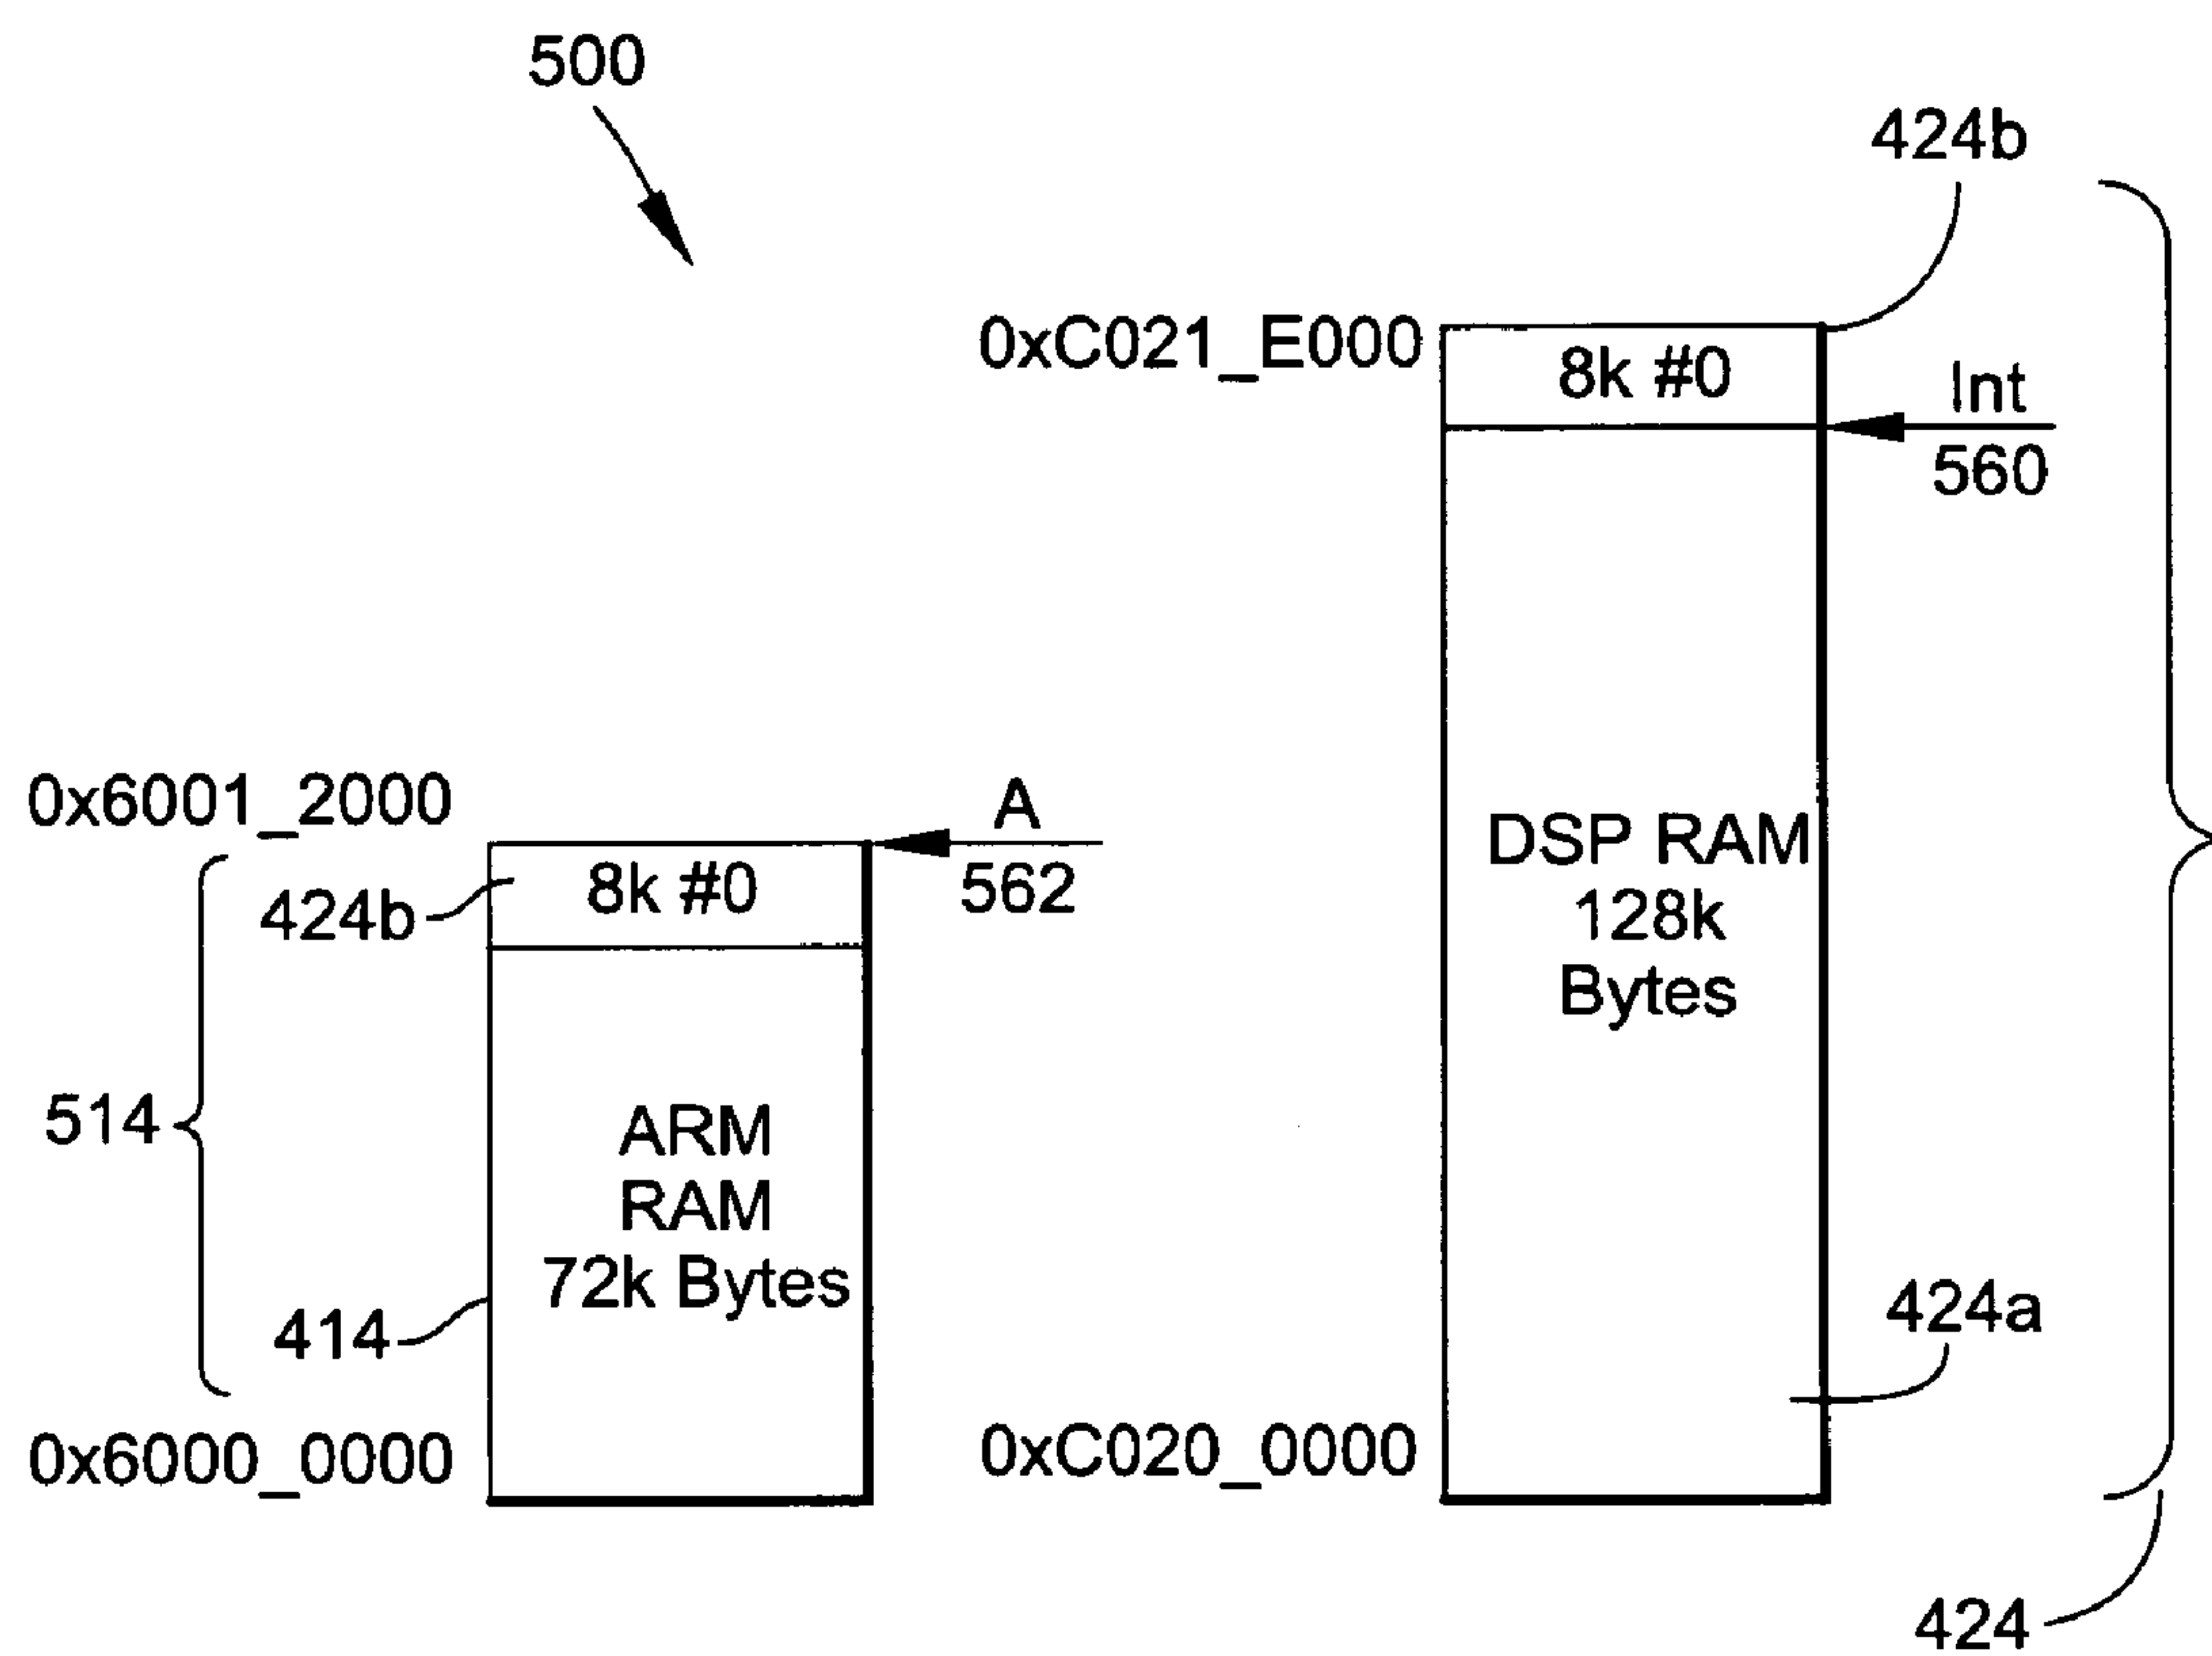 500
424b
0xC021_E000
8k #0
Int
560
0x6001_2000
A
562
424b
8k #0
DSP RAM
128k
Bytes
514
ARM
RAM
72k Bytes
414
424a
0x6000_0000
0xC020_0000
424